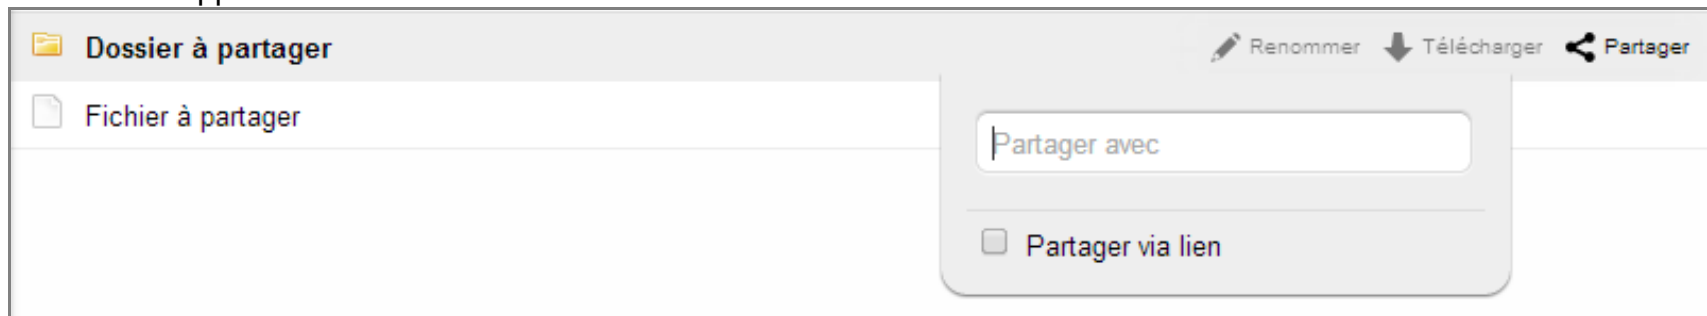 Dossier à partager
Renommer Télécharger Partager
Fichier à partager
Partager avec
Partager via lien